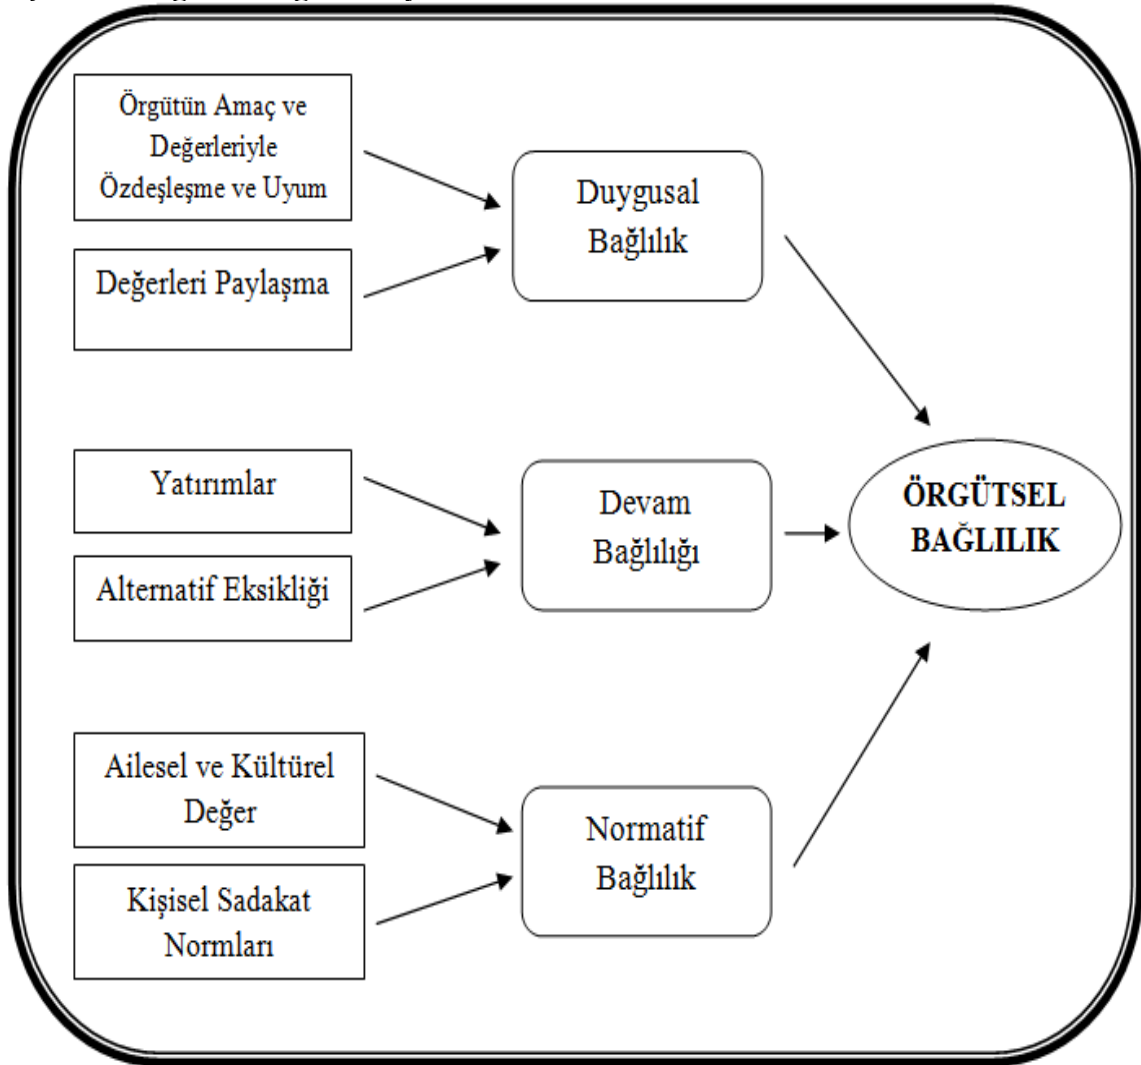 Örgütün Amaç ve
Değerleriyle
Özdeşleşme ve Uyum
Değerleri Paylaşma
Duygusal
Bağlılık
Yatırımlar
Alternatif Eksikliği
Devam
Bağlılığı
ÖRGÜTSEL
BAĞLILIK
Ailesel ve Kültürel
Değer
Kişisel Sadakat
Normları
Normatif
Bağlılık